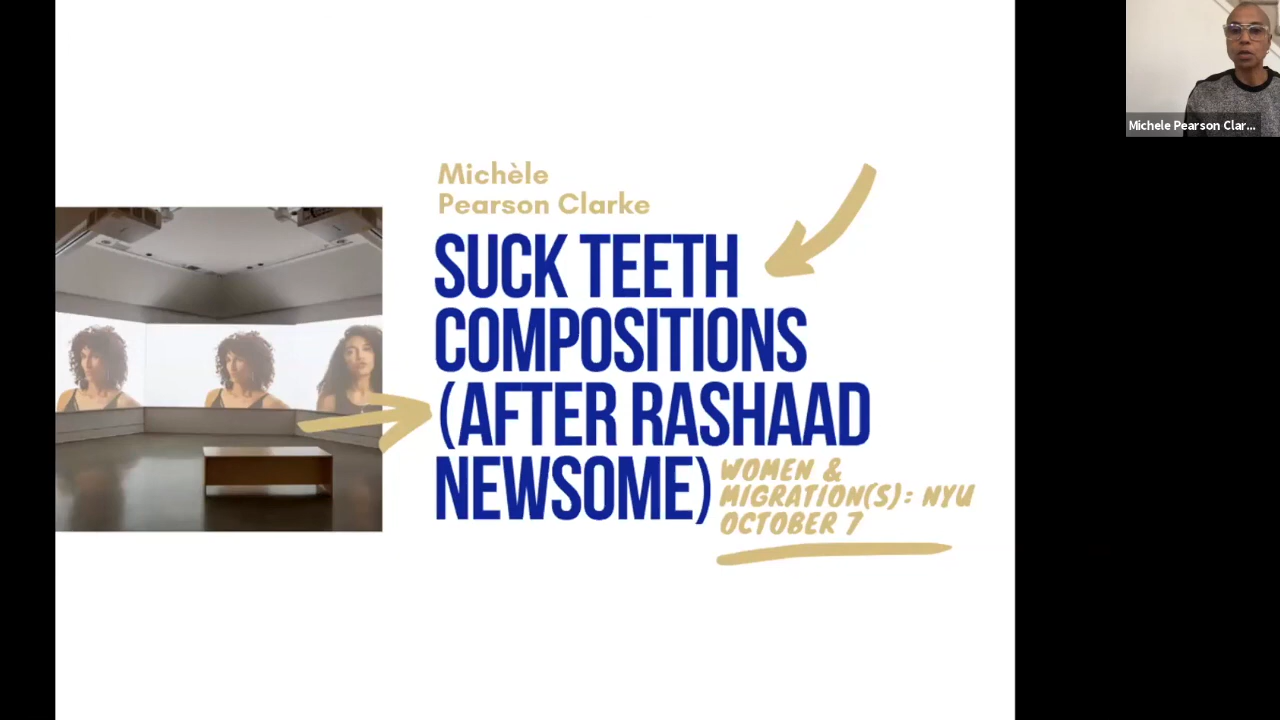 Michèle
Pearson Clarke
SUCK TEETH
COMPOSITIONS
(AFTER RASHAAD
NEWSOME)
WOMEN &
MIGRATION(S): NYU
OCTOBER 7
Michele Pearson Clar...